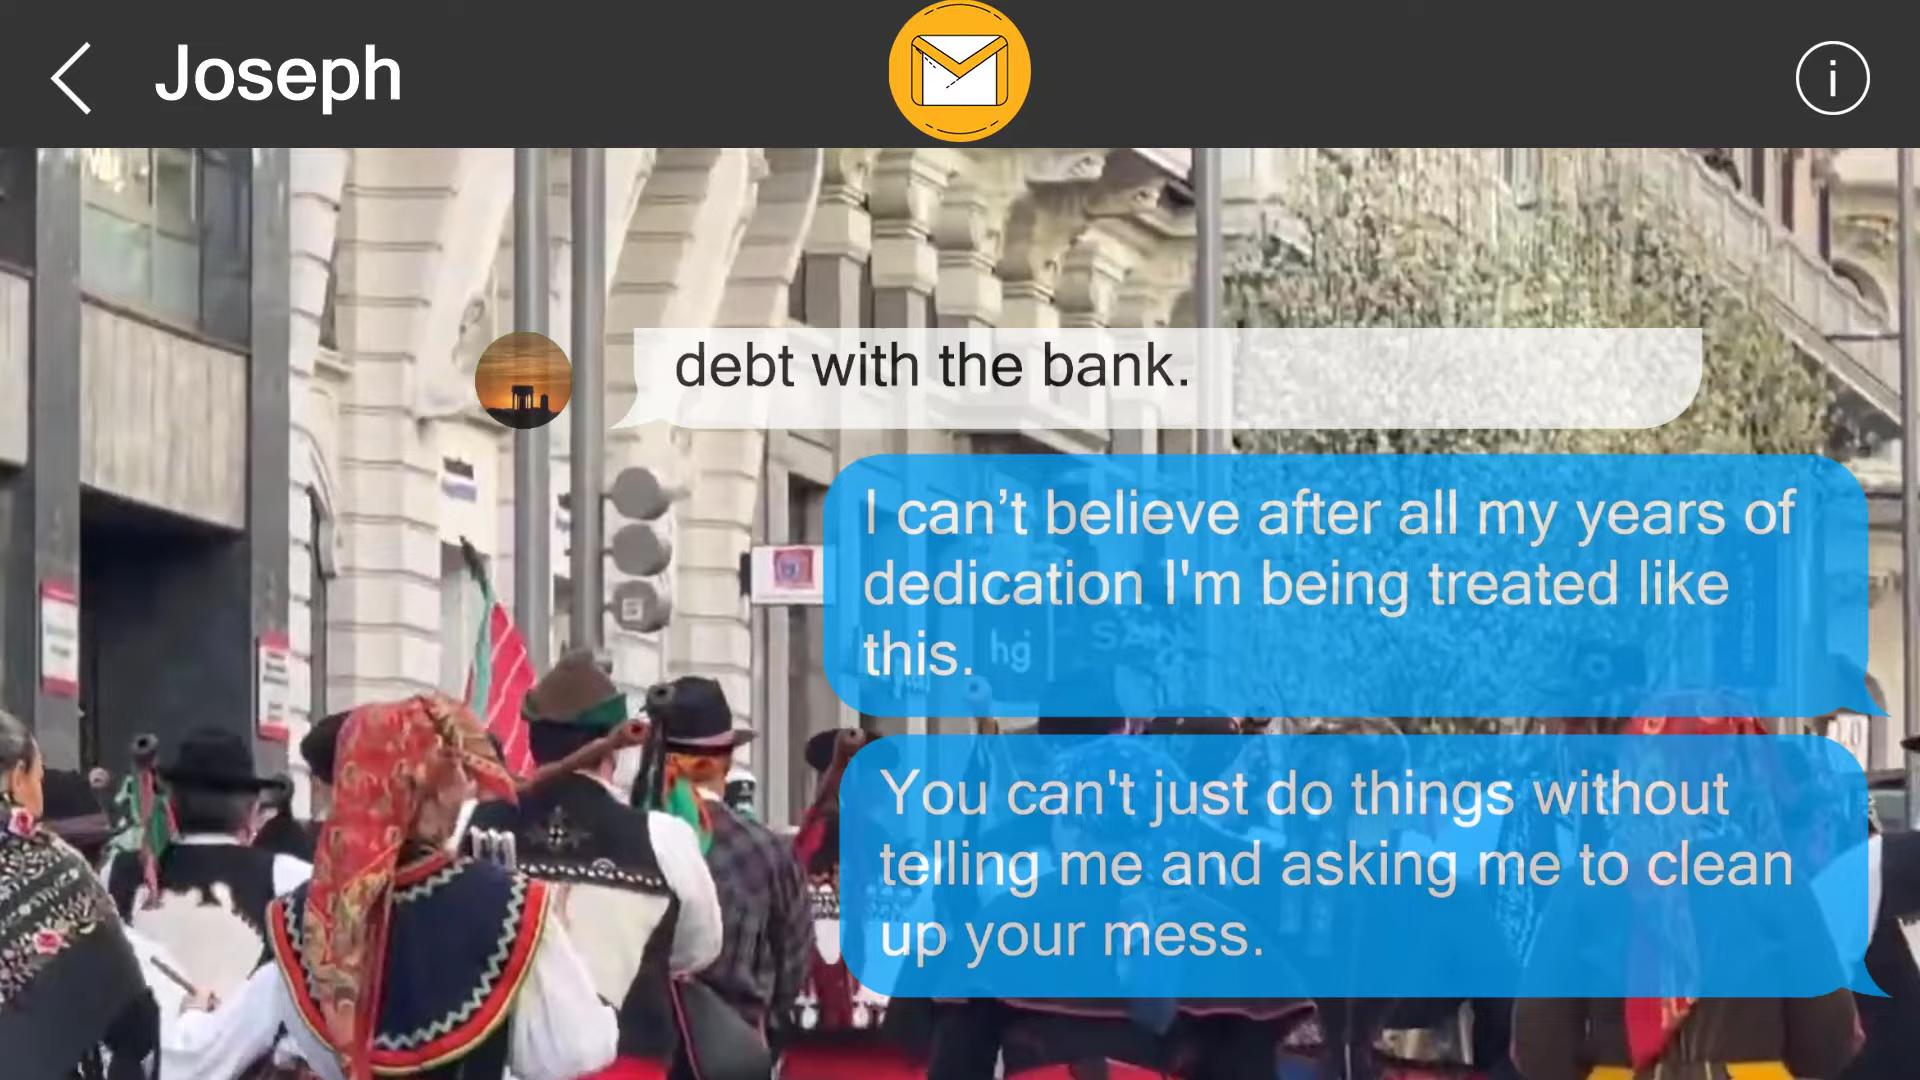 Joseph
debt with the bank.
I can’t believe after all my years of
dedication I'm being treated like
this.
You can't just do things without
telling me and asking me to clean
up your mess.